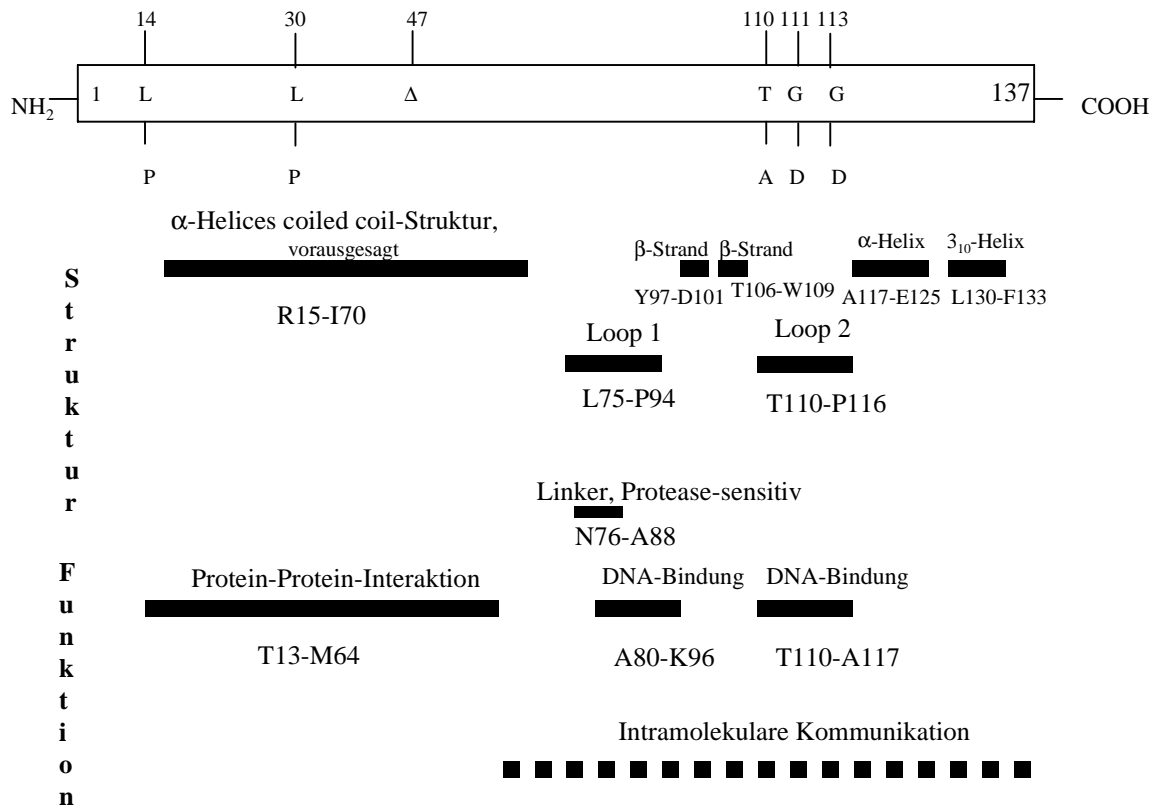 14 30 47 110 111 113
NH₂ 1 L L Δ T G G 137 COOH
P P A D D
α-Helices coiled coil-Struktur,
vorausgesagt
R15-I70
β-Strand β-Strand α-Helix 3₁₀-Helix
Y97-D101 T106-W109 A117-E125 L130-F133
Loop 1 Loop 2
L75-P94 T110-P116
Struktur
Linker, Protease-sensitiv
N76-A88
Protein-Protein-Interaktion DNA-Bindung DNA-Bindung
T13-M64 A80-K96 T110-A117
Intramolekulare Kommunikation
Funktion